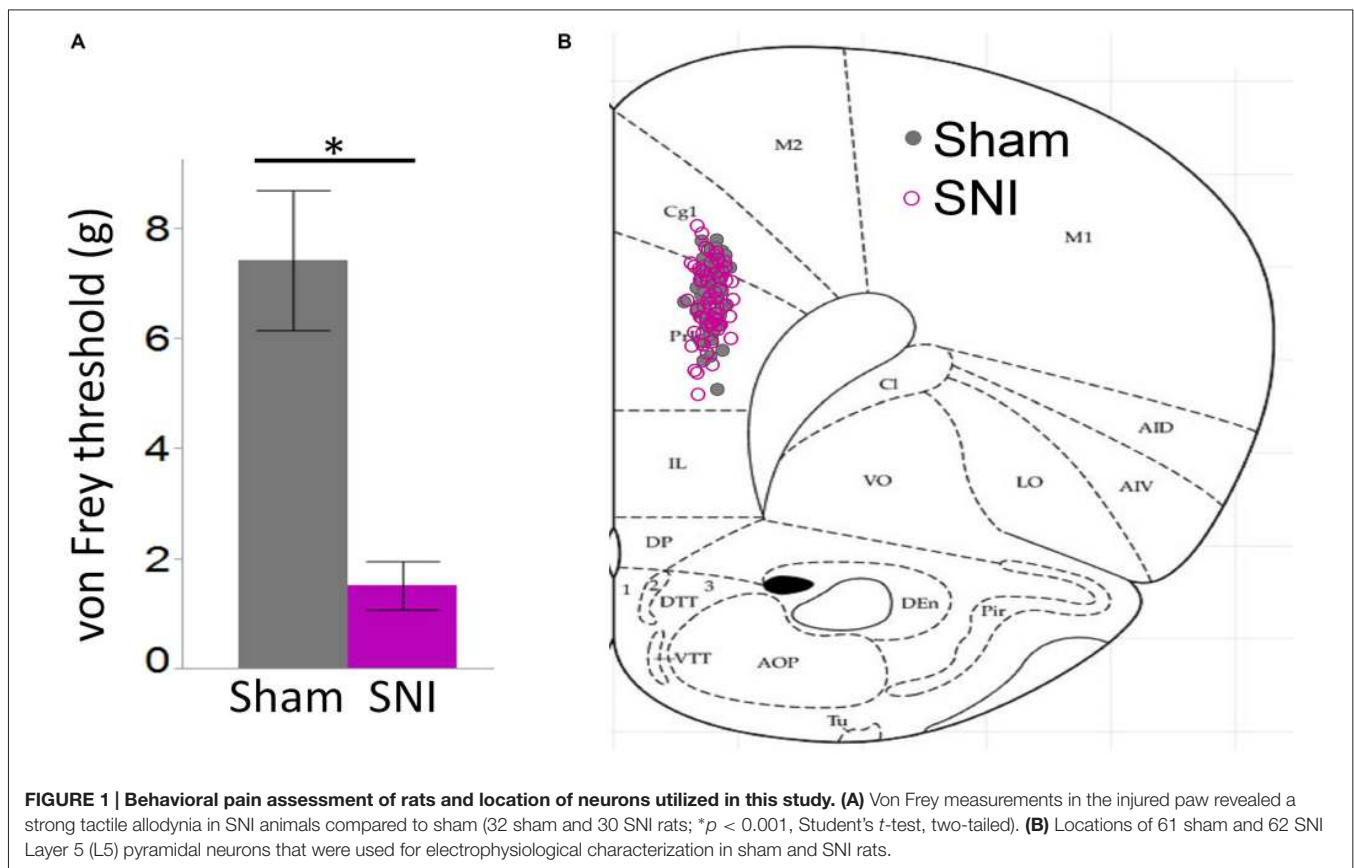 A
B
*
von Frey threshold (g)
8
6
4
2
0
Sham SNI
Sham
SNI
M2
M1
Cg1
Cl
IL
VO
LO
AID
AIV
DP
1
2
3
DTT
DEn
Pir
VTT
AOP
Tu
FIGURE 1 | Behavioral pain assessment of rats and location of neurons utilized in this study. (A) Von Frey measurements in the injured paw revealed a
strong tactile allodynia in SNI animals compared to sham (32 sham and 30 SNI rats; *p < 0.001, Student's t-test, two-tailed). (B) Locations of 61 sham and 62 SNI
Layer 5 (L5) pyramidal neurons that were used for electrophysiological characterization in sham and SNI rats.